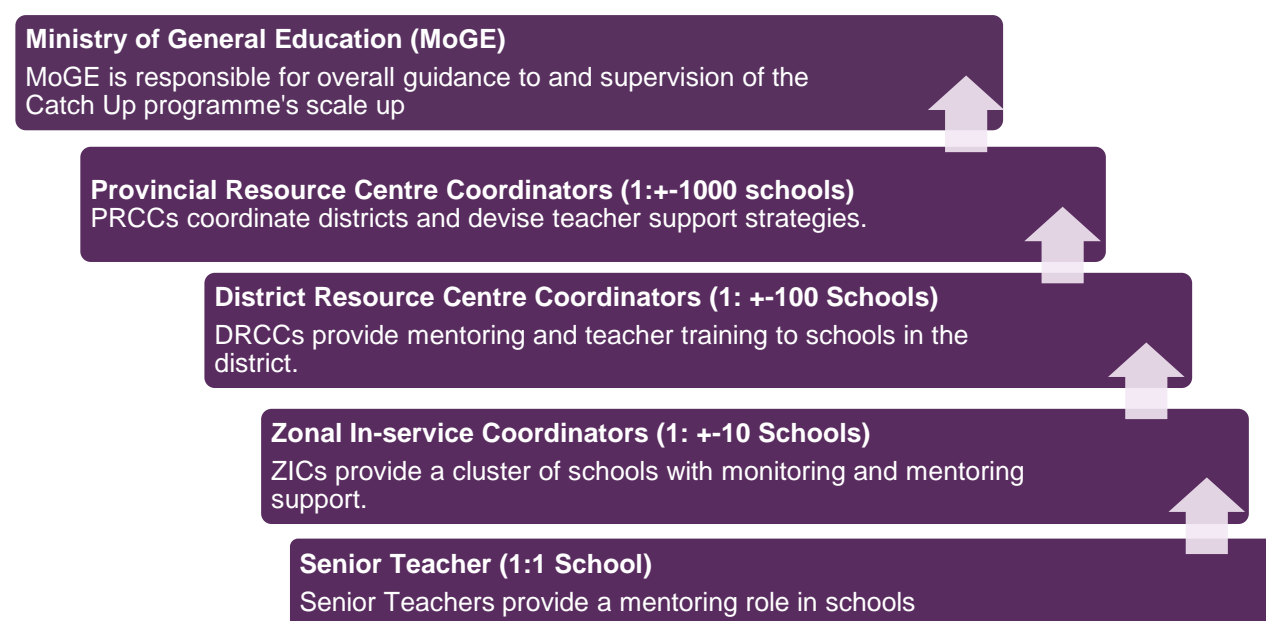 Ministry of General Education (MoGE)
MoGE is responsible for overall guidance to and supervision of the
Catch Up programme's scale up
Provincial Resource Centre Coordinators (1:+-1000 schools)
PRCCs coordinate districts and devise teacher support strategies.
District Resource Centre Coordinators (1: +-100 Schools)
DRCCs provide mentoring and teacher training to schools in the
district.
Zonal In-service Coordinators (1: +-10 Schools)
ZICs provide a cluster of schools with monitoring and mentoring
support.
Senior Teacher (1:1 School)
Senior Teachers provide a mentoring role in schools